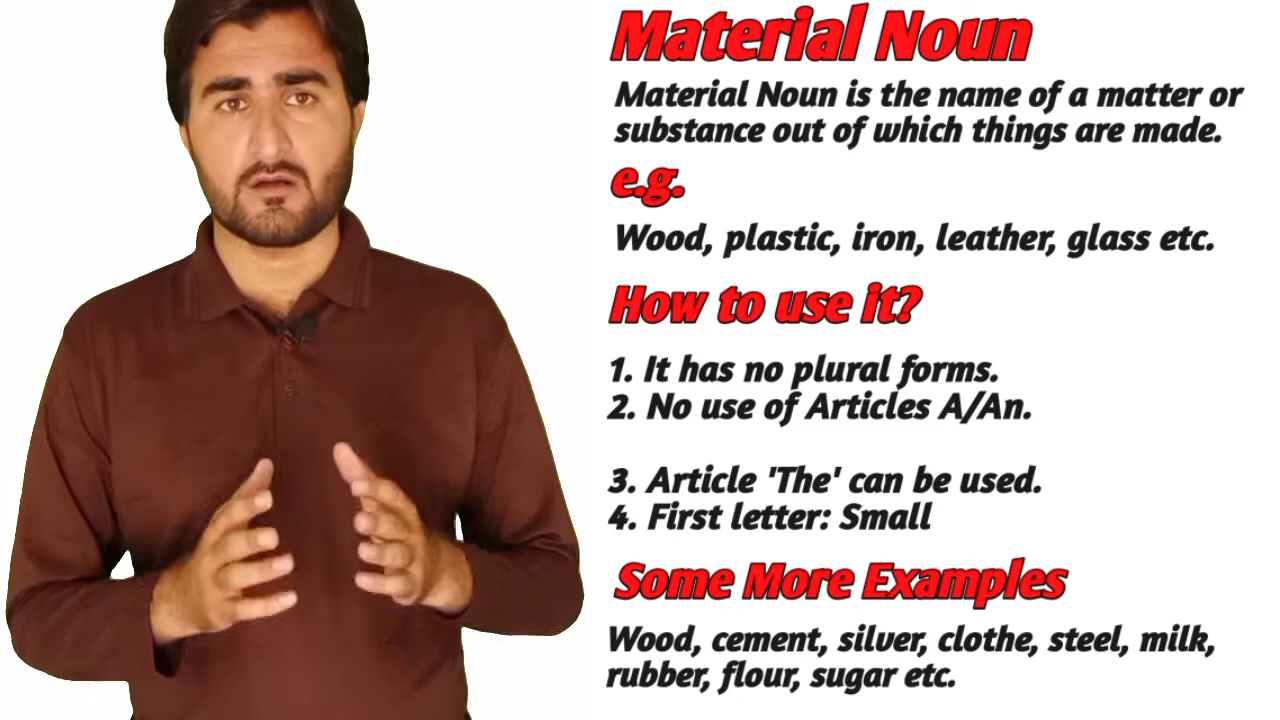 Material Noun
Material Noun is the name of a matter or
substance out of which things are made.
e.g.
Wood, plastic, iron, leather, glass etc.
How to use it?
1. It has no plural forms.
2. No use of Articles A/An.
3. Article 'The' can be used.
4. First letter: Small
Some More Examples
Wood, cement, silver, clothe, steel, milk,
rubber, flour, sugar etc.